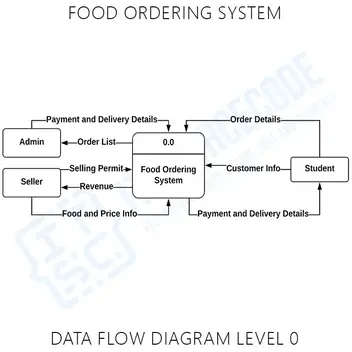 FOOD ORDERING SYSTEM
Payment and Delivery Details
Order Details
Admin
Order List
0.0
Selling Permit
Food Ordering
System
Customer Info
Student
Seller
Revenue
Food and Price Info
Payment and Delivery Details
DATA FLOW DIAGRAM LEVEL 0